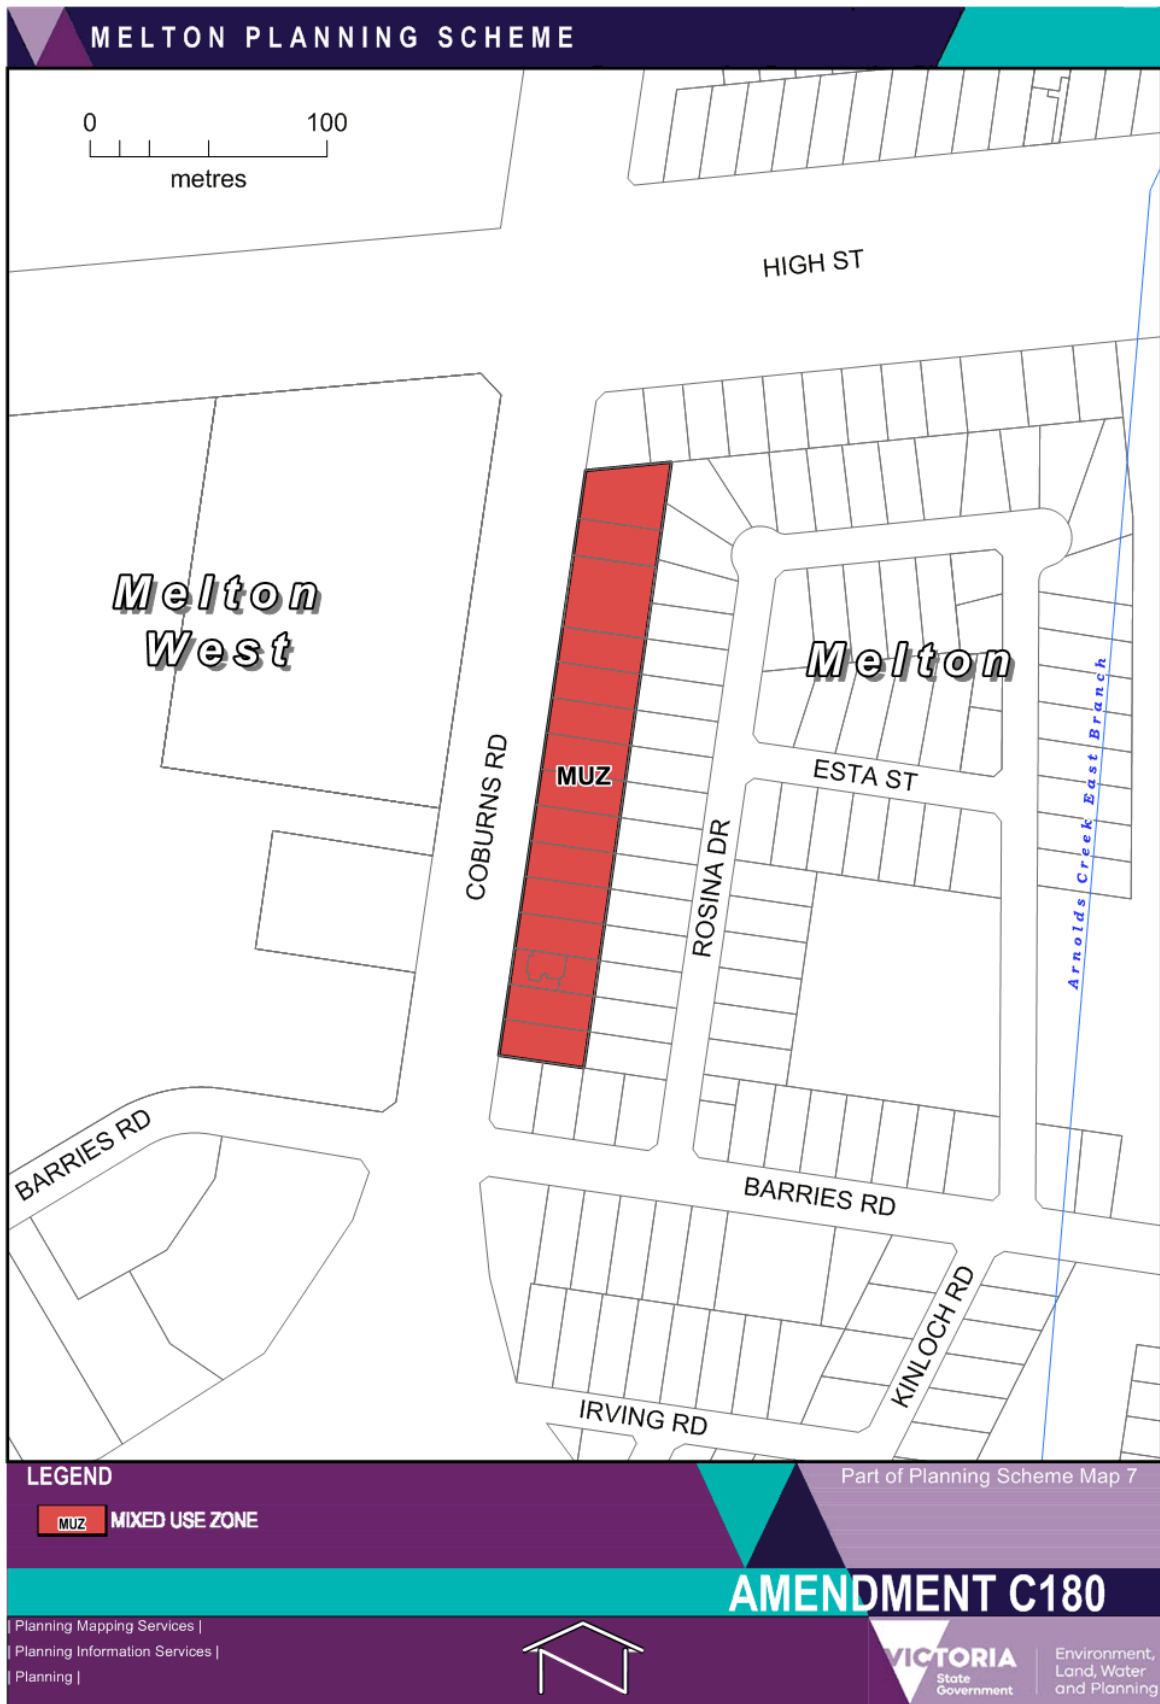 MELTON PLANNING SCHEME
0 100
metres
HIGH ST
Melton
West
Melton
COBURNS RD
MUZ
ESTA ST
ROSINA DR
Arnolds Creek East Branch
BARRIES RD
BARRIES RD
KINLOCH RD
IRVING RD
LEGEND
MUZ MIXED USE ZONE
Part of Planning Scheme Map 7
AMENDMENT C180
| Planning Mapping Services |
| Planning Information Services |
| Planning |
VICTORIA
State
Government
Environment,
Land, Water
and Planning